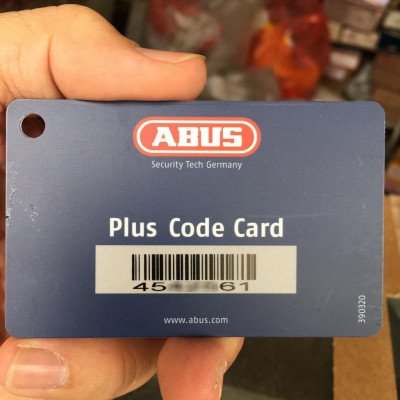 ABUS
Security Tech Germany
Plus Code Card
45 61
www.abus.com
390320